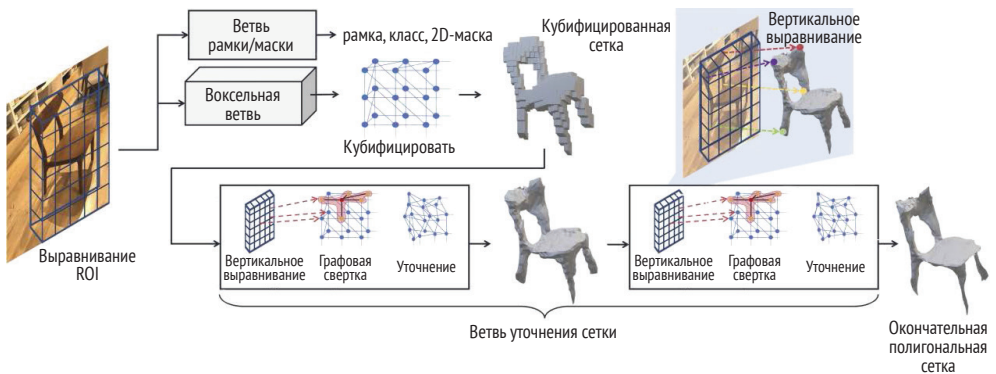 Ветвь
рамки/маски
рамка, класс, 2D-маска
Воксельная
ветвь
Кубифицировать
Кубифицированная
сетка
Вертикальное
выравнивание
Выравнивание
ROI
Вертикальное
выравнивание
Графовая
свертка
Уточнение
Вертикальное
выравнивание
Графовая
свертка
Уточнение
Ветвь уточнения сетки
Окончательная
полигональная
сетка